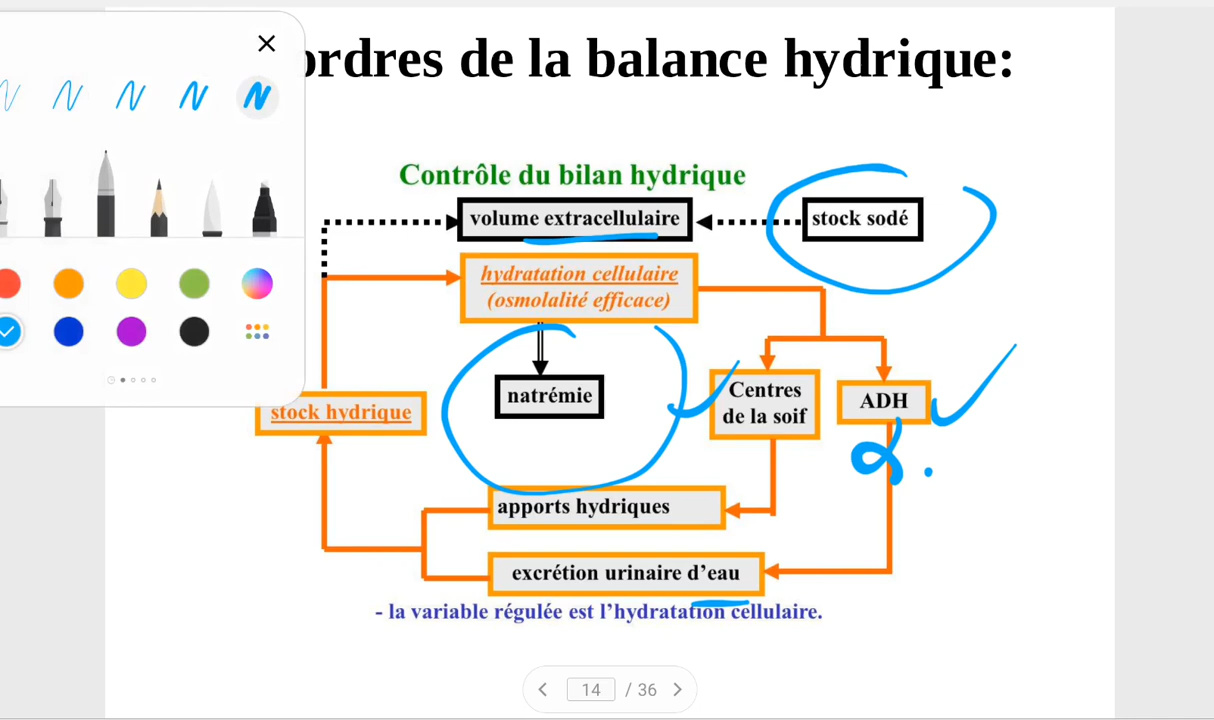 ordres de la balance hydrique:
Contrôle du bilan hydrique
volume extracellulaire
stock sodé
hydratation cellulaire
(osmolalité efficace)
natrémie
Centres
de la soif
ADH
stock hydrique
apports hydriques
excrétion urinaire d’eau
- la variable régulée est l’hydratation cellulaire.
14 / 36